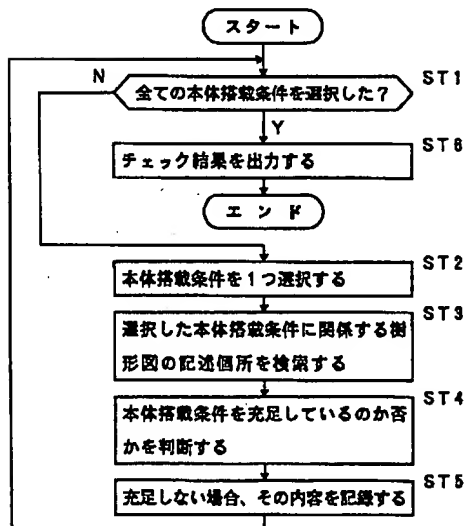 スタート
N
全ての本体搭載条件を選択した？
ST1
Y
チェック結果を出力する
ST6
エンド
本体搭載条件を1つ選択する
ST2
選択した本体搭載条件に関係する樹
形図の記述個所を検索する
ST3
本体搭載条件を充足しているのか否
かを判断する
ST4
充足しない場合、その内容を記録する
ST5